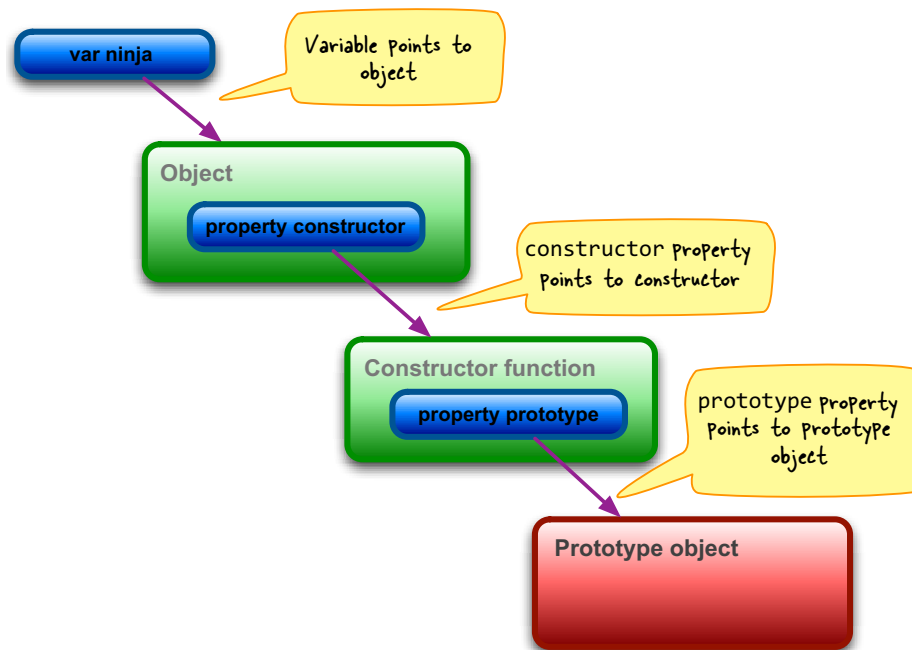 var ninja
Variable points to
object
Object
property constructor
constructor property
points to constructor
Constructor function
property prototype
prototype property
points to prototype
object
Prototype object